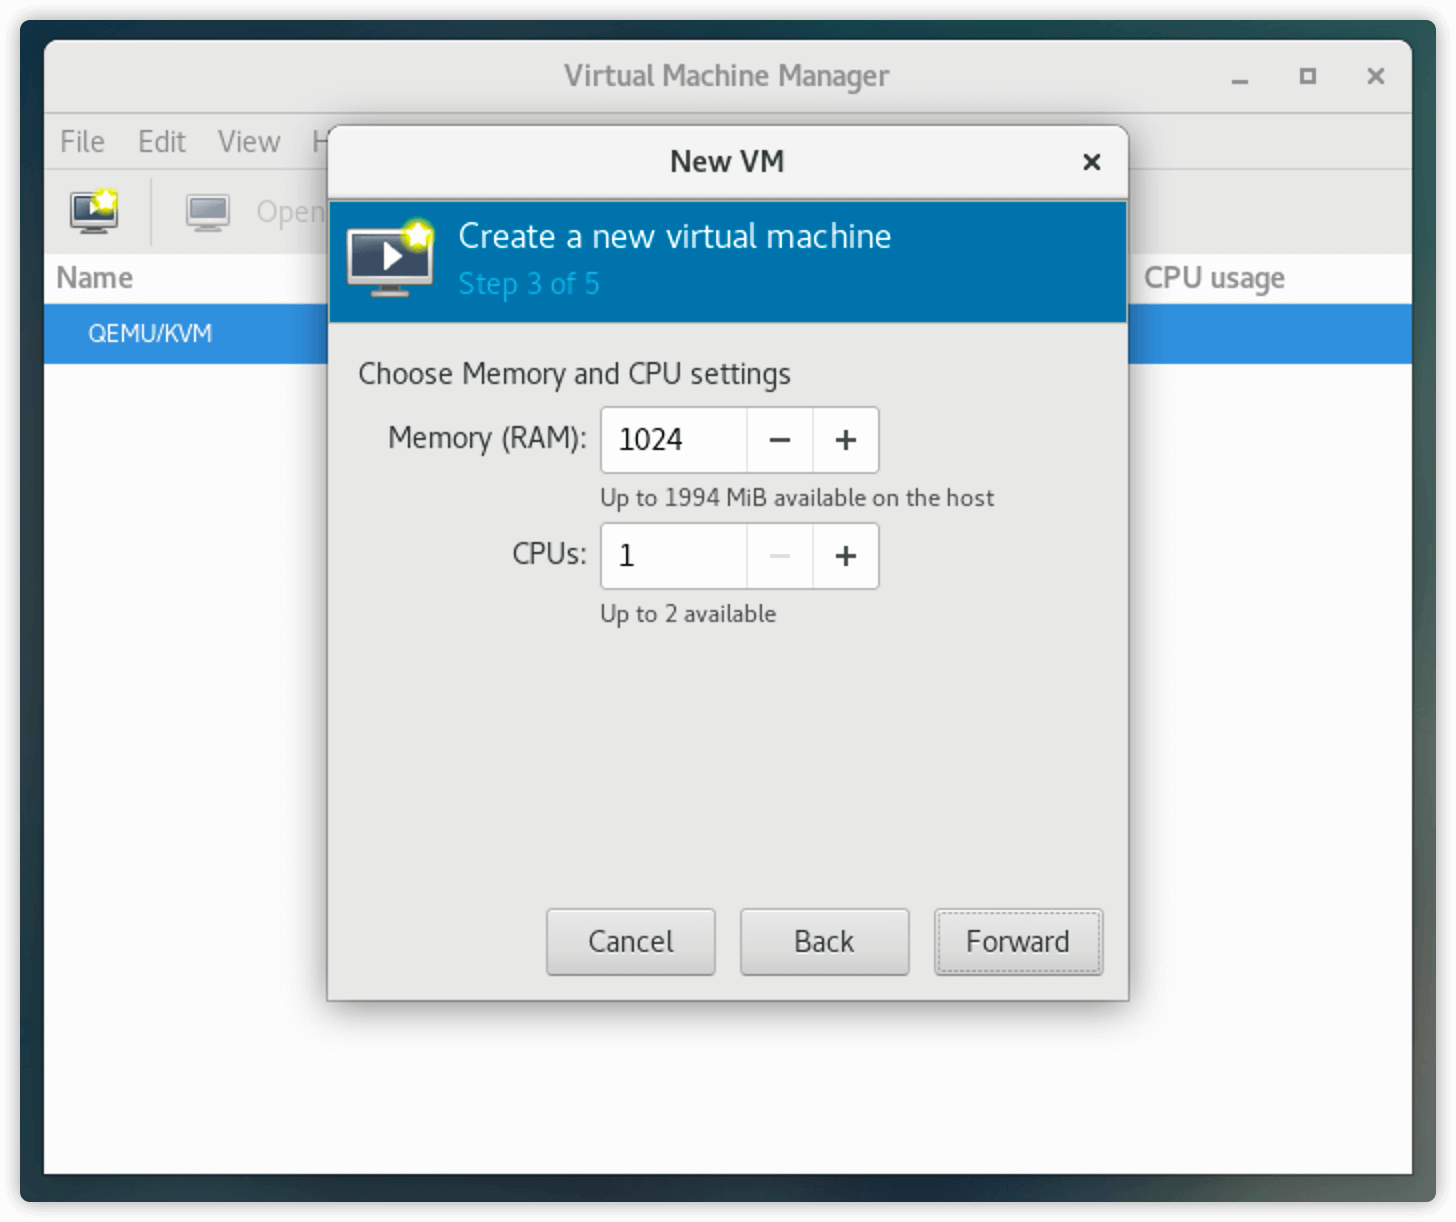 Virtual Machine Manager
File Edit View H
New VM
Open
Create a new virtual machine
Step 3 of 5
Name
CPU usage
QEMU/KVM
Choose Memory and CPU settings
Memory (RAM): 1024
Up to 1994 MiB available on the host
CPUs: 1
Up to 2 available
Cancel Back Forward